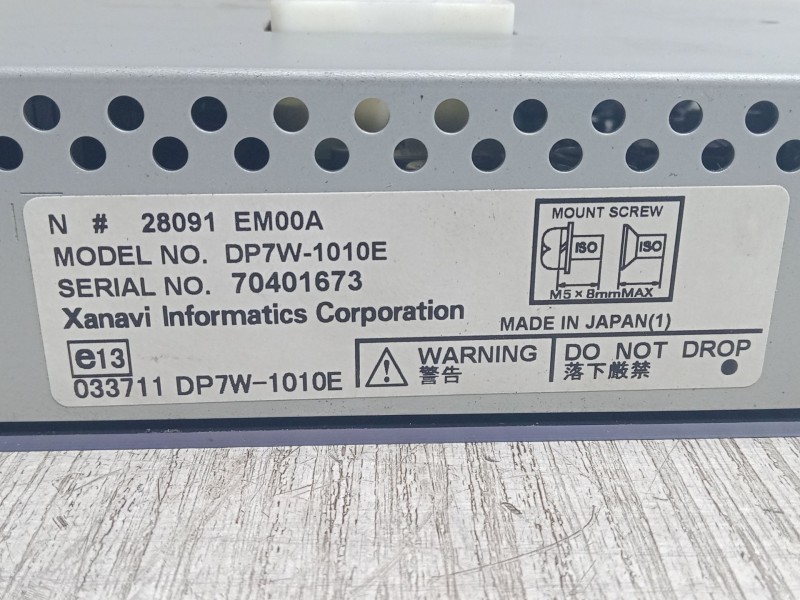 N # 28091 EM00A
MODEL NO. DP7W-1010E
SERIAL NO. 70401673
Xanavi Informatics Corporation
MOUNT SCREW
ISO ISO
M5×8mmMAX
MADE IN JAPAN(1)
e13
033711 DP7W-1010E
WARNING
警告
DO NOT DROP
落下厳禁